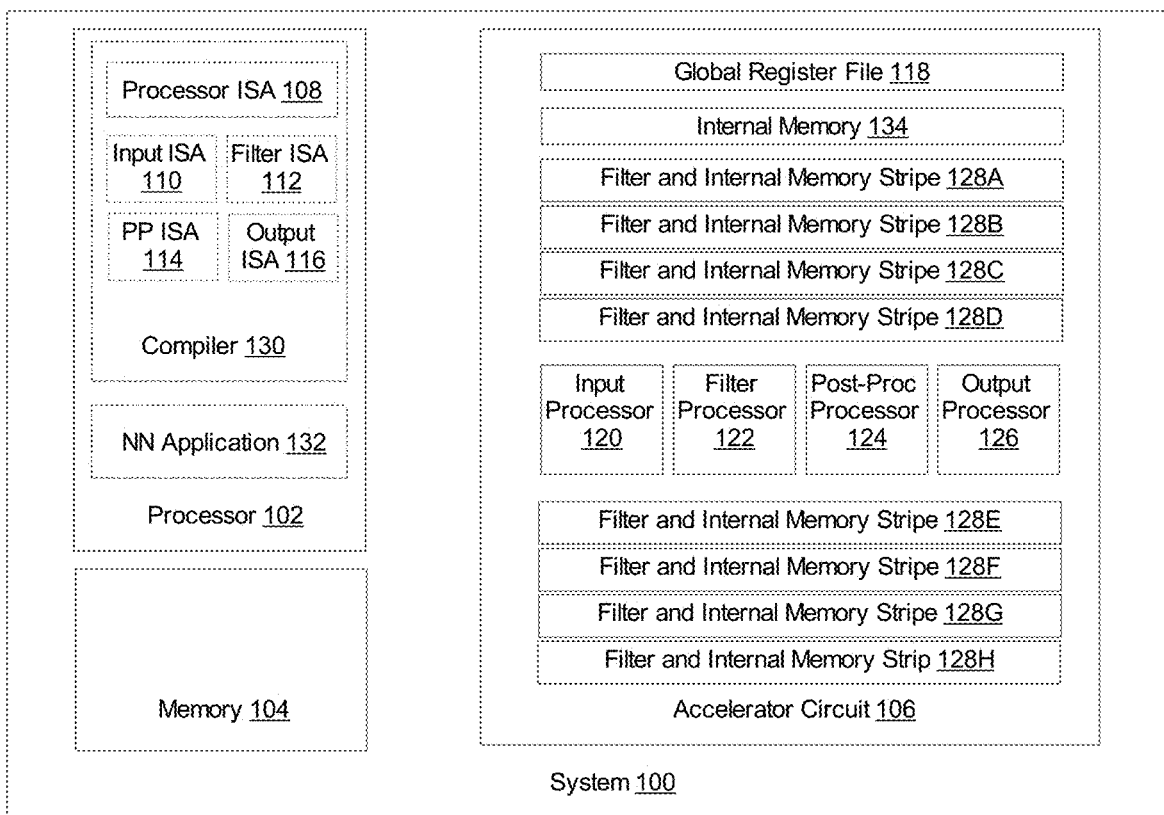 Processor ISA 108
Input ISA
110
Filter ISA
112
PP ISA
114
Output
ISA 116
Compiler 130
NN Application 132
Processor 102
Memory 104
Global Register File 118
Internal Memory 134
Filter and Internal Memory Stripe 128A
Filter and Internal Memory Stripe 128B
Filter and Internal Memory Stripe 128C
Filter and Internal Memory Stripe 128D
Input
Processor
120
Filter
Processor
122
Post-Proc
Processor
124
Output
Processor
126
Filter and Internal Memory Stripe 128E
Filter and Internal Memory Stripe 128F
Filter and Internal Memory Stripe 128G
Filter and Internal Memory Strip 128H
Accelerator Circuit 106
System 100